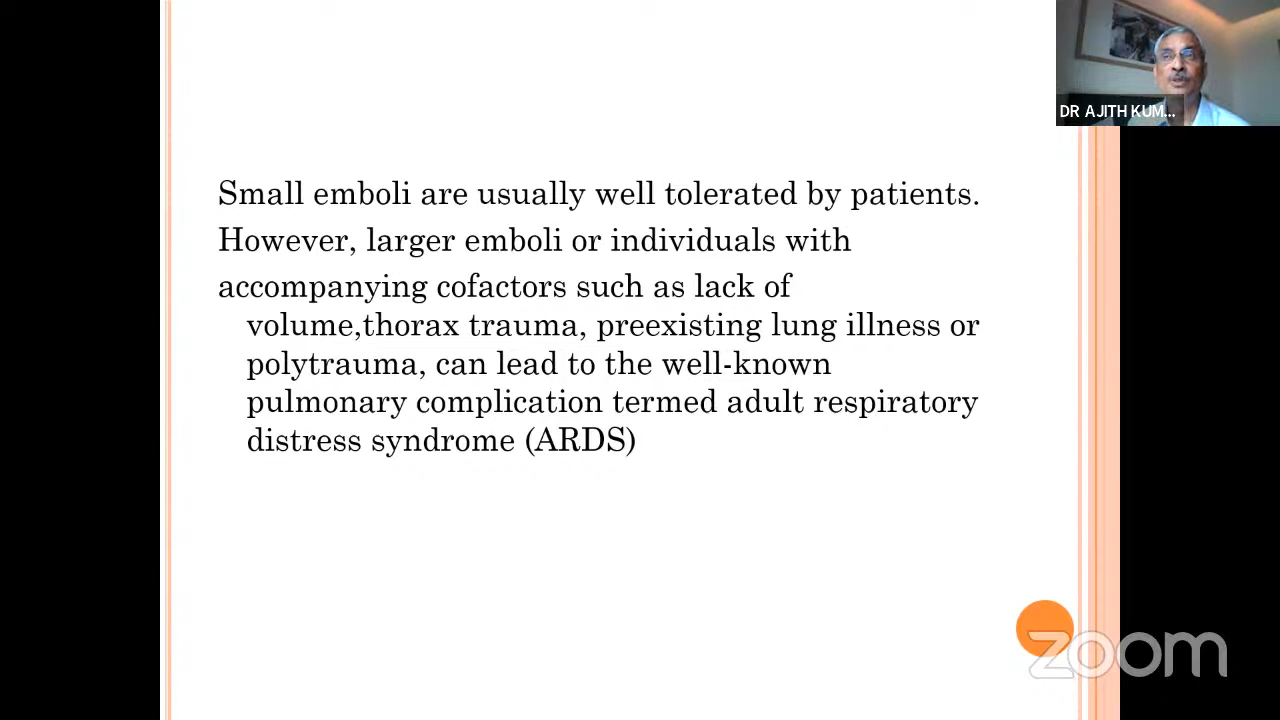 DR AJITH KUM...
Small emboli are usually well tolerated by patients.
However, larger emboli or individuals with
accompanying cofactors such as lack of
volume,thorax trauma, preexisting lung illness or
polytrauma, can lead to the well-known
pulmonary complication termed adult respiratory
distress syndrome (ARDS)
zoom